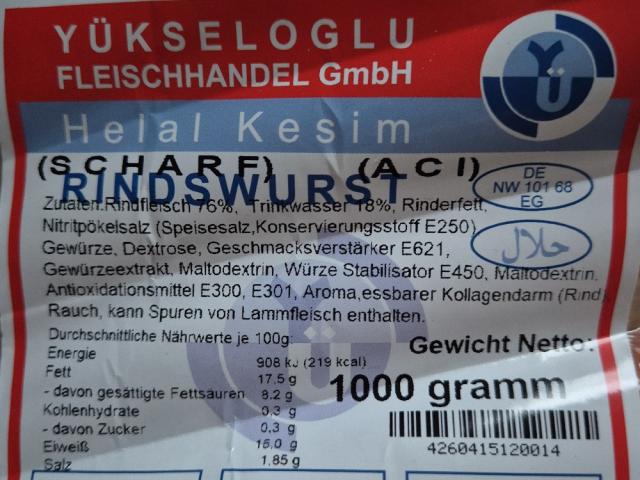 YÜKSELOGLU
FLEISCHHANDEL GmbH
YÜ
Helal Kesim
(SCHARF) (ACI)
RINDSWURST
DE
NW 101 68
EG
حلال
Zutaten:Rindfleisch 76%, Trinkwasser 18%, Rinderfett,
Nitritpökelsalz (Speisesalz,Konservierungsstoff E250)
Gewürze, Dextrose, Geschmacksverstärker E621,
Gewürzeextrakt, Maltodextrin, Würze Stabilisator E450, Maltodextrin.
Antioxidationsmittel E300, E301, Aroma,essbarer Kollagendarm (Rind)
Rauch, kann Spuren von Lammfleisch enthalten.
Durchschnittliche Nährwerte je 100g:
Energie 908 kJ (219 kcal)
Fett 17,5 g
- davon gesättigte Fettsäuren 8.2 g
Kohlenhydrate 0,3 g
- davon Zucker 0,3 g
Eiweiß 15,0 g
Salz 1,85 g
Gewicht Netto:
1000 gramm
4260415120014